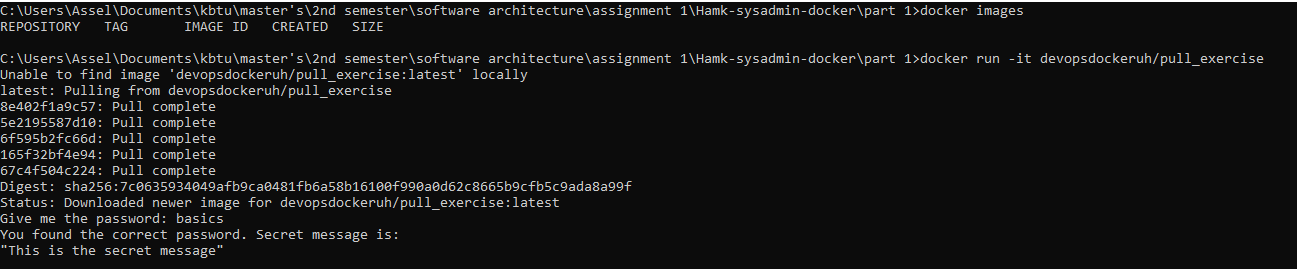 C:\Users\Assel\Documents\kbtu\master's\2nd semester\software architecture\assignment 1\Hamk-sysadmin-docker\part 1>docker images
REPOSITORY   TAG       IMAGE ID   CREATED   SIZE
C:\Users\Assel\Documents\kbtu\master's\2nd semester\software architecture\assignment 1\Hamk-sysadmin-docker\part 1>docker run -it devopsdockeruh/pull_exercise
Unable to find image 'devopsdockeruh/pull_exercise:latest' locally
latest: Pulling from devopsdockeruh/pull_exercise
8e402f1a9c57: Pull complete
5e2195587d10: Pull complete
6f595b2fc66d: Pull complete
165f32bf4e94: Pull complete
67c4f504c224: Pull complete
Digest: sha256:7c0635934049afb9ca0481fb6a58b16100f990a0d62c8665b9cfb5c9ada8a99f
Status: Downloaded newer image for devopsdockeruh/pull_exercise:latest
Give me the password: basics
You found the correct password. Secret message is:
"This is the secret message"